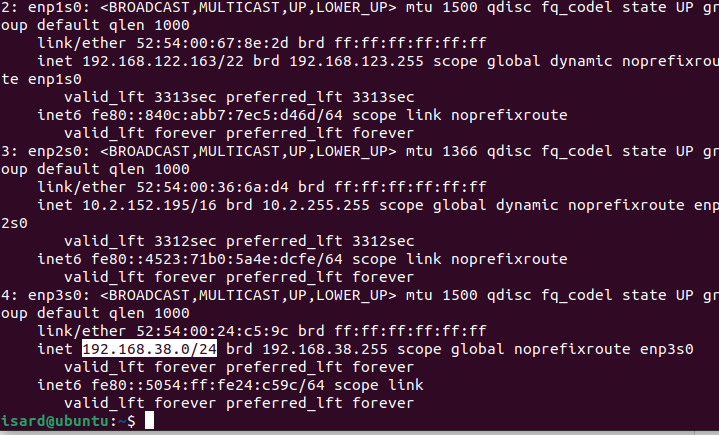 2: enp1s0: <BROADCAST,MULTICAST,UP,LOWER_UP> mtu 1500 qdisc fq_codel state UP gr
oup default qlen 1000
    link/ether 52:54:00:67:8e:2d brd ff:ff:ff:ff:ff:ff
    inet 192.168.122.163/22 brd 192.168.123.255 scope global dynamic noprefixrou
te enp1s0
       valid_lft 3313sec preferred_lft 3313sec
    inet6 fe80::840c:abb7:7ec5:d46d/64 scope link noprefixroute
       valid_lft forever preferred_lft forever
3: enp2s0: <BROADCAST,MULTICAST,UP,LOWER_UP> mtu 1366 qdisc fq_codel state UP gr
oup default qlen 1000
    link/ether 52:54:00:36:6a:d4 brd ff:ff:ff:ff:ff:ff
    inet 10.2.152.195/16 brd 10.2.255.255 scope global dynamic noprefixroute enp
2s0
       valid_lft 3312sec preferred_lft 3312sec
    inet6 fe80::4523:71b0:5a4e:dcfe/64 scope link noprefixroute
       valid_lft forever preferred_lft forever
4: enp3s0: <BROADCAST,MULTICAST,UP,LOWER_UP> mtu 1500 qdisc fq_codel state UP gr
oup default qlen 1000
    link/ether 52:54:00:24:c5:9c brd ff:ff:ff:ff:ff:ff
    inet 192.168.38.0/24 brd 192.168.38.255 scope global noprefixroute enp3s0
       valid_lft forever preferred_lft forever
    inet6 fe80::5054:ff:fe24:c59c/64 scope link
       valid_lft forever preferred_lft forever
isard@ubuntu:~$